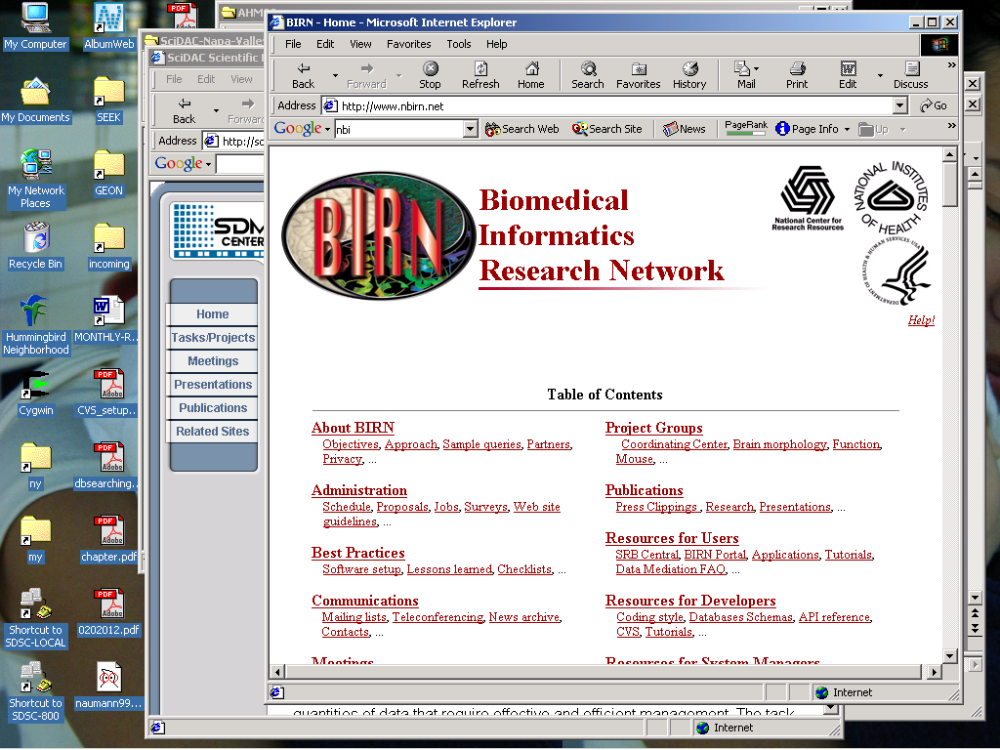 My Computer
AlbumWeb
My Documents
SEEK
My Network
Places
GEON
Recycle Bin
incoming
Hummingbird
Neighborhood
MONTHLY-R...
Cygwin
CVS_setup...
ny
dbsearching...
my
chapter.pdf
Shortcut to
SDSC-LOCAL
0202012.pdf
Shortcut to
SDSC-800
naumann99...
SciDAC-Napa-Valley
SciDAC Scientific
File Edit View
Back Forward
Address http://sc
Google
SDM
CENTER
Home
Tasks/Projects
Meetings
Presentations
Publications
Related Sites
BIRN - Home - Microsoft Internet Explorer
File Edit View Favorites Tools Help
Back Forward Stop Refresh Home Search Favorites History Mail Print Edit Discuss
Address http://www.nbirn.net Go
Google nbi Search Web Search Site News PageRank Page Info Up
BIRN
Biomedical
Informatics
Research Network
National Center for
Research Resources
NATIONAL INSTITUTES
OF HEALTH
DEPARTMENT OF HEALTH & HUMAN SERVICES · USA
Help!
Table of Contents
About BIRN
Objectives, Approach, Sample queries, Partners,
Privacy, ...
Administration
Schedule, Proposals, Jobs, Surveys, Web site
guidelines, ...
Best Practices
Software setup, Lessons learned, Checklists, ...
Communications
Mailing lists, Teleconferencing, News archive,
Contacts, ...
Meetings
Project Groups
Coordinating Center, Brain morphology, Function,
Mouse, ...
Publications
Press Clippings , Research, Presentations, ...
Resources for Users
SRB Central, BIRN Portal, Applications, Tutorials,
Data Mediation FAQ, ...
Resources for Developers
Coding style, Databases Schemas, API reference,
CVS, Tutorials, ...
Resources for System Managers
Internet
quantities of data that require effective and efficient management. The task
Internet